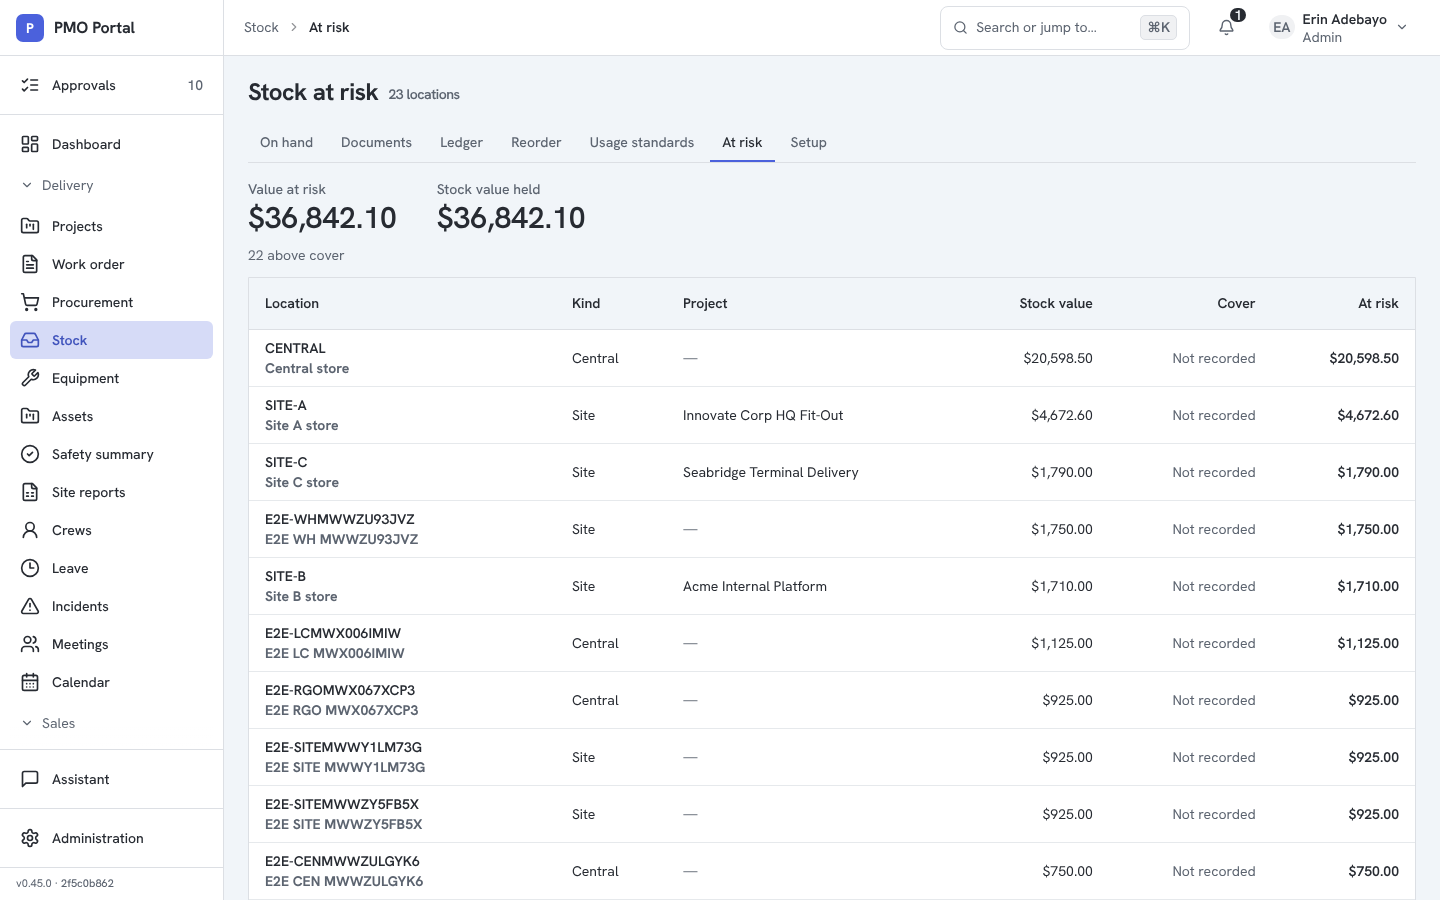 P PMO Portal
Stock > At risk
Search or jump to... ⌘K
1
EA Erin Adebayo
Admin
Approvals 10
Dashboard
Delivery
Projects
Work order
Procurement
Stock
Equipment
Assets
Safety summary
Site reports
Crews
Leave
Incidents
Meetings
Calendar
Sales
Assistant
Administration
v0.45.0 · 2f5c0b862
Stock at risk 23 locations
On hand Documents Ledger Reorder Usage standards At risk Setup
Value at risk Stock value held
$36,842.10 $36,842.10
22 above cover
Location Kind Project Stock value Cover At risk
CENTRAL
Central store Central — $20,598.50 Not recorded $20,598.50
SITE-A
Site A store Site Innovate Corp HQ Fit-Out $4,672.60 Not recorded $4,672.60
SITE-C
Site C store Site Seabridge Terminal Delivery $1,790.00 Not recorded $1,790.00
E2E-WHMWWZU93JVZ
E2E WH MWWZU93JVZ Site — $1,750.00 Not recorded $1,750.00
SITE-B
Site B store Site Acme Internal Platform $1,710.00 Not recorded $1,710.00
E2E-LCMWX006IMIW
E2E LC MWX006IMIW Central — $1,125.00 Not recorded $1,125.00
E2E-RGOMWX067XCP3
E2E RGO MWX067XCP3 Central — $925.00 Not recorded $925.00
E2E-SITEMWWY1LM73G
E2E SITE MWWY1LM73G Site — $925.00 Not recorded $925.00
E2E-SITEMWWZY5FB5X
E2E SITE MWWZY5FB5X Site — $925.00 Not recorded $925.00
E2E-CENMWWZULGYK6
E2E CEN MWWZULGYK6 Central — $750.00 Not recorded $750.00